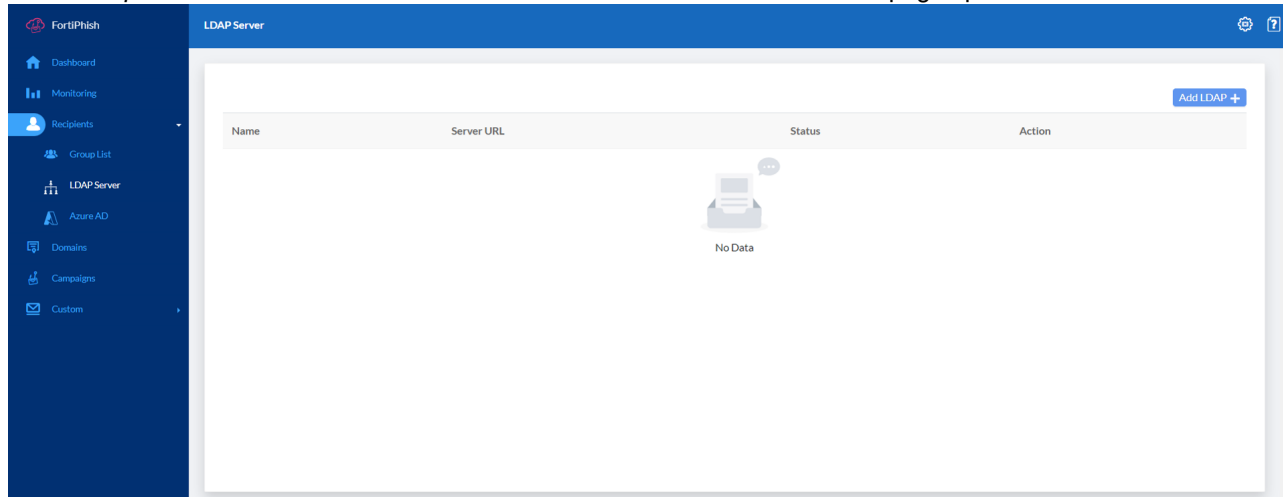 FortiPhish
LDAP Server
Dashboard
Monitoring
Recipients
Group List
LDAP Server
Azure AD
Domains
Campaigns
Custom
Add LDAP +
Name Server URL Status Action
No Data